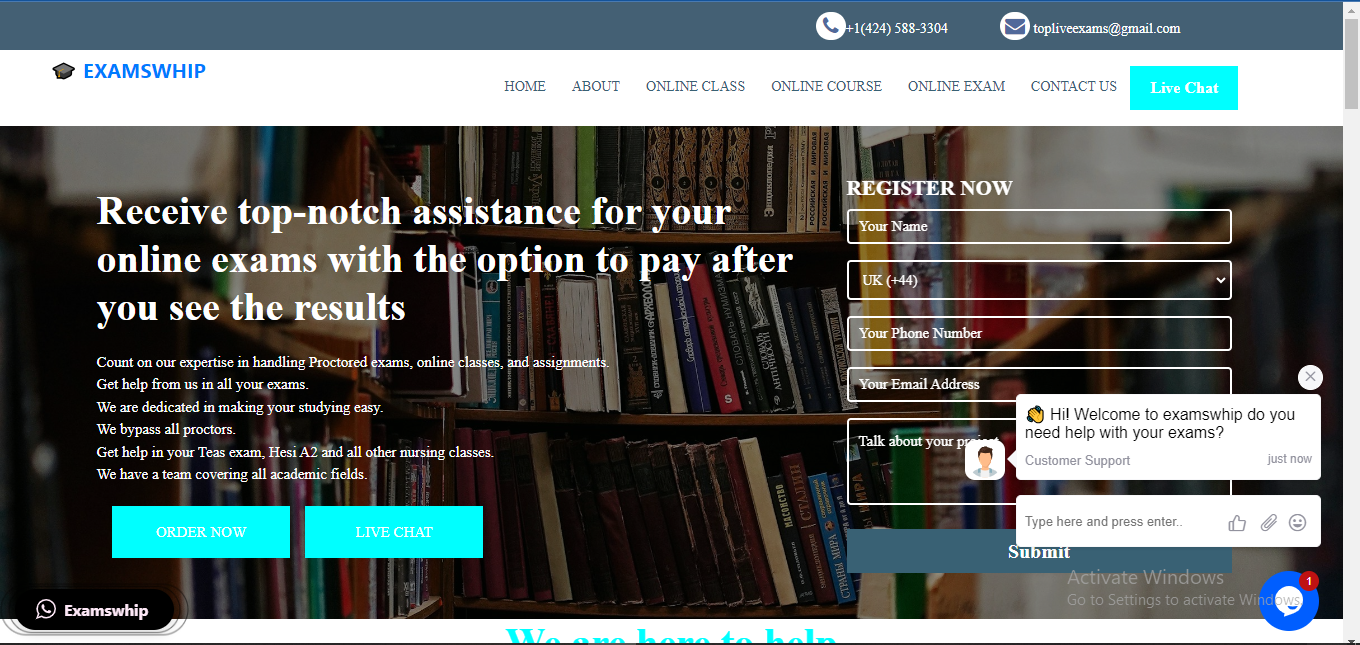 +1(424) 588-3304
topliveexams@gmail.com
EXAMSWHIP
HOME
ABOUT
ONLINE CLASS
ONLINE COURSE
ONLINE EXAM
CONTACT US
Live Chat
Receive top-notch assistance for your
online exams with the option to pay after
you see the results
Count on our expertise in handling Proctored exams, online classes, and assignments.
Get help from us in all your exams.
We are dedicated in making your studying easy.
We bypass all proctors.
Get help in your Teas exam, Hesi A2 and all other nursing classes.
We have a team covering all academic fields.
ORDER NOW
LIVE CHAT
REGISTER NOW
Your Name
UK (+44)
Your Phone Number
Your Email Address
Talk about your project
Submit
👋 Hi! Welcome to examswhip do you
need help with your exams?
Customer Support
just now
Type here and press enter..
Activate Windows
Go to Settings to activate Windows.
1
Examswhip
We are here to help